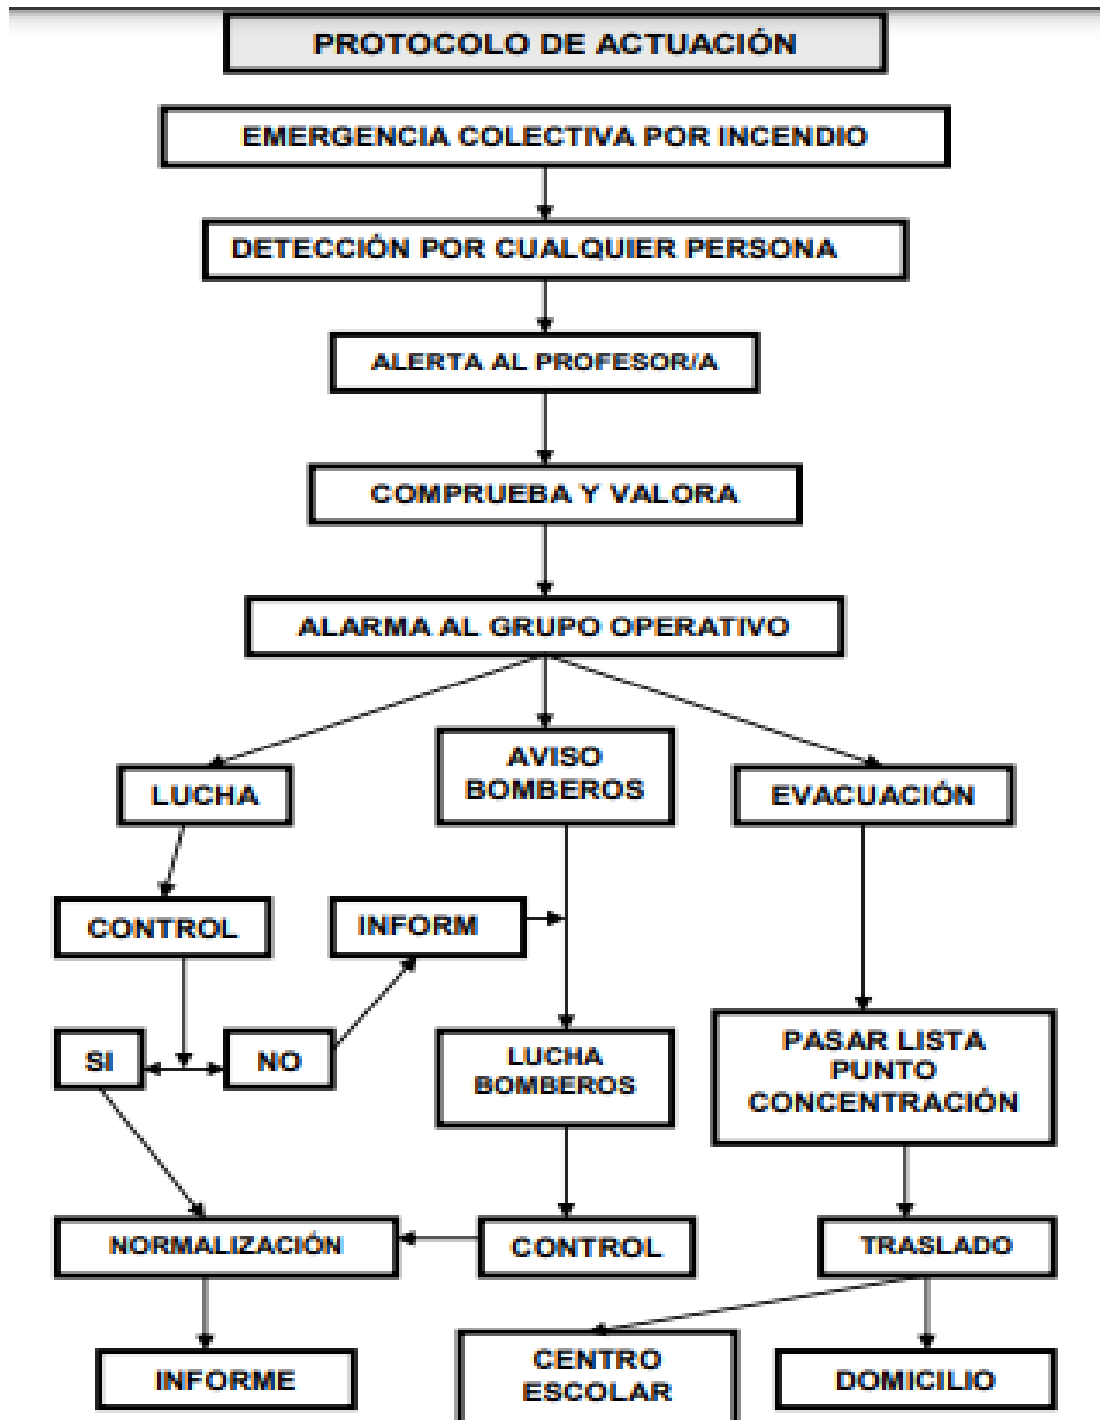 PROTOCOLO DE ACTUACIÓN
EMERGENCIA COLECTIVA POR INCENDIO
DETECCIÓN POR CUALQUIER PERSONA
ALERTA AL PROFESOR/A
COMPRUEBA Y VALORA
ALARMA AL GRUPO OPERATIVO
LUCHA
AVISO
BOMBEROS
EVACUACIÓN
CONTROL
INFORM
SI
NO
LUCHA
BOMBEROS
PASAR LISTA
PUNTO
CONCENTRACIÓN
NORMALIZACIÓN
CONTROL
TRASLADO
INFORME
CENTRO
ESCOLAR
DOMICILIO